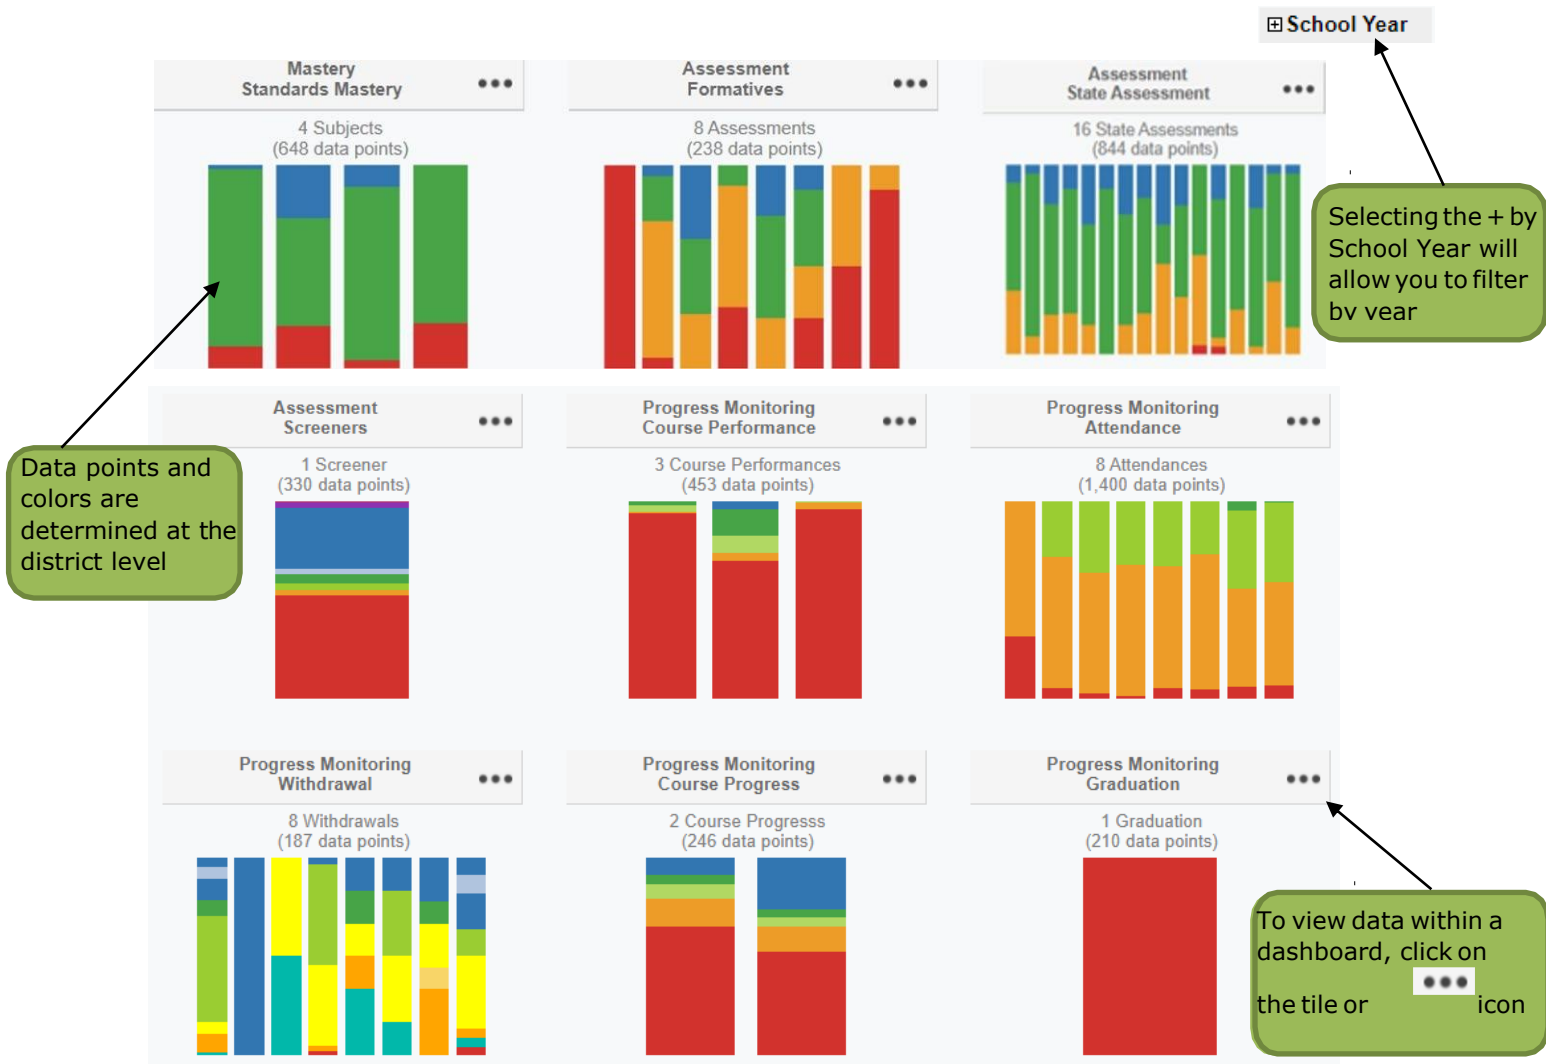 School Year
Mastery
Standards Mastery
4 Subjects
(648 data points)
Assessment
Formatives
8 Assessments
(238 data points)
Assessment
State Assessment
16 State Assessments
(844 data points)
Selecting the + by
School Year will
allow you to filter
by year
Assessment
Screeners
1 Screener
(330 data points)
Progress Monitoring
Course Performance
3 Course Performances
(453 data points)
Progress Monitoring
Attendance
8 Attendances
(1,400 data points)
Data points and
colors are
determined at the
district level
Progress Monitoring
Withdrawal
8 Withdrawals
(187 data points)
Progress Monitoring
Course Progress
2 Course Progresss
(246 data points)
Progress Monitoring
Graduation
1 Graduation
(210 data points)
To view data within a
dashboard, click on
the tile or icon